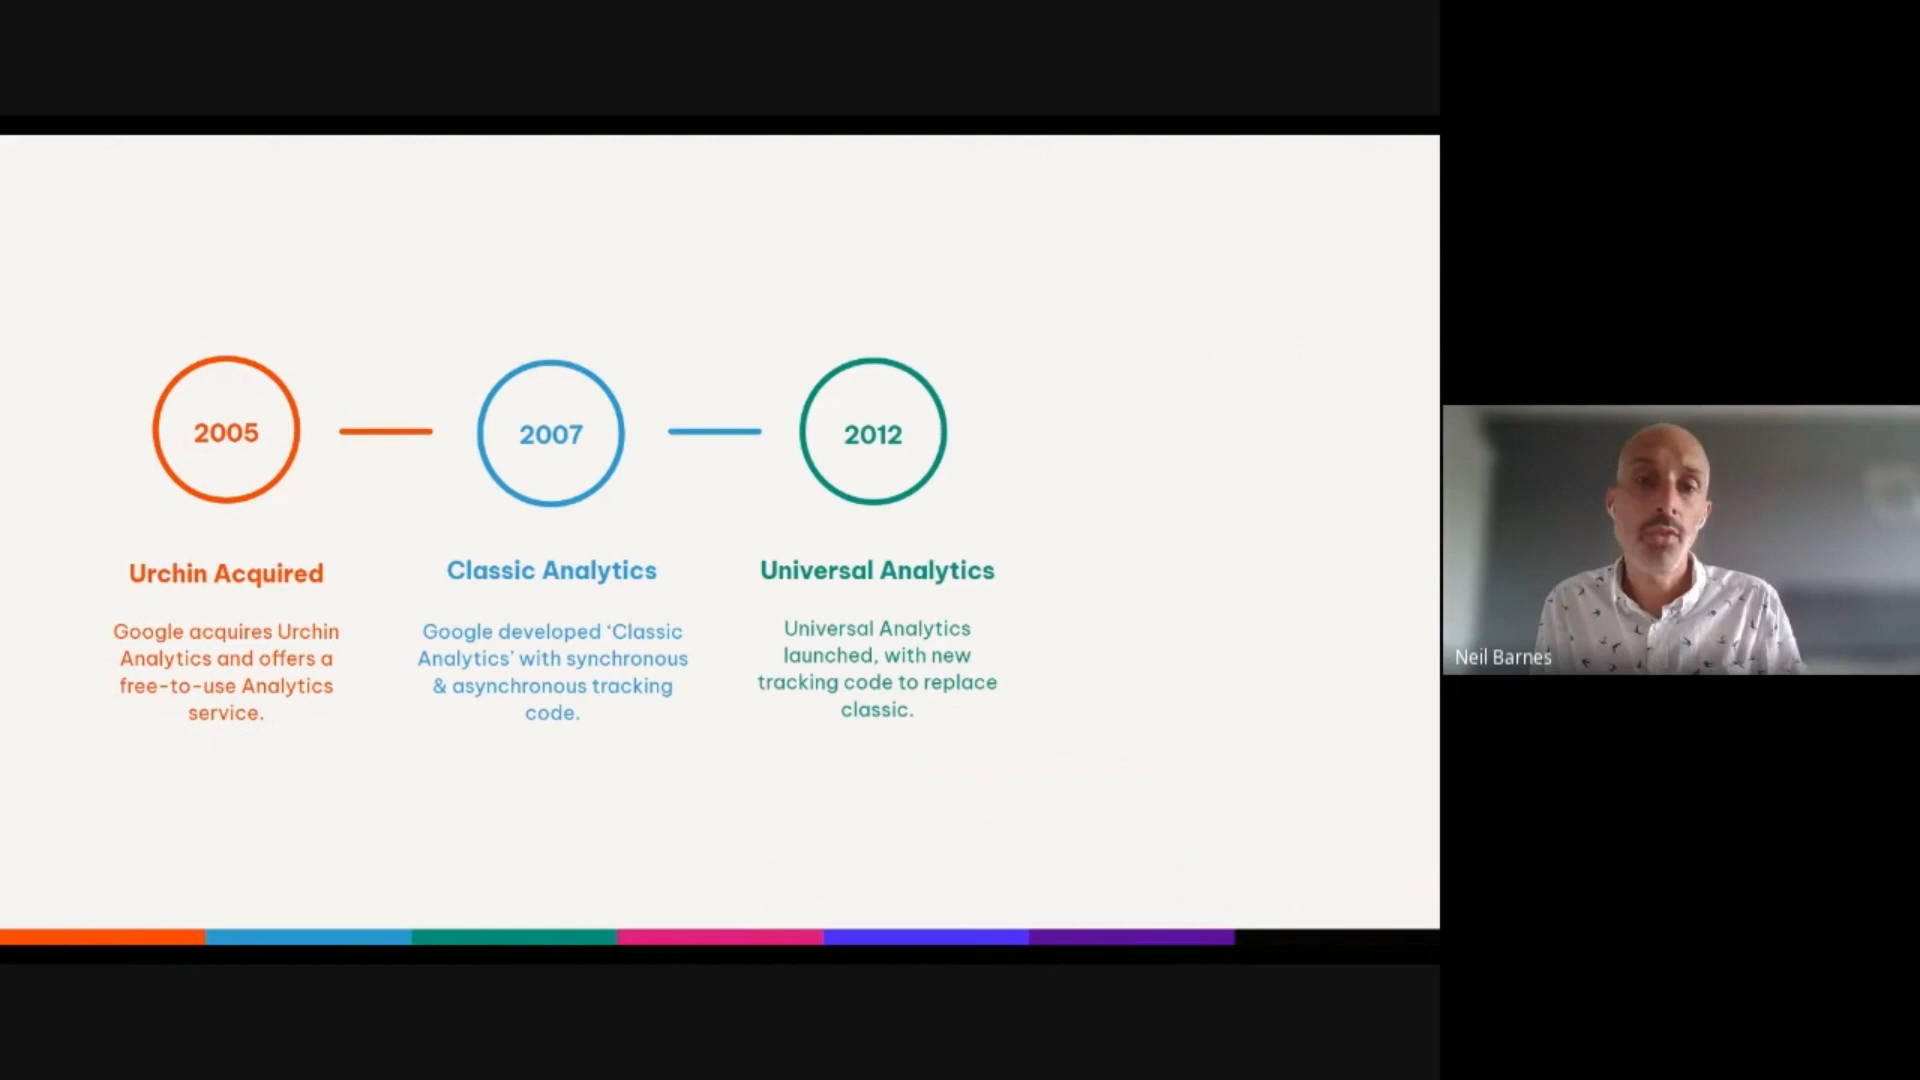 2005
2007
2012
Urchin Acquired
Classic Analytics
Universal Analytics
Google acquires Urchin
Analytics and offers a
free-to-use Analytics
service.
Google developed ‘Classic
Analytics’ with synchronous
& asynchronous tracking
code.
Universal Analytics
launched, with new
tracking code to replace
classic.
Neil Barnes